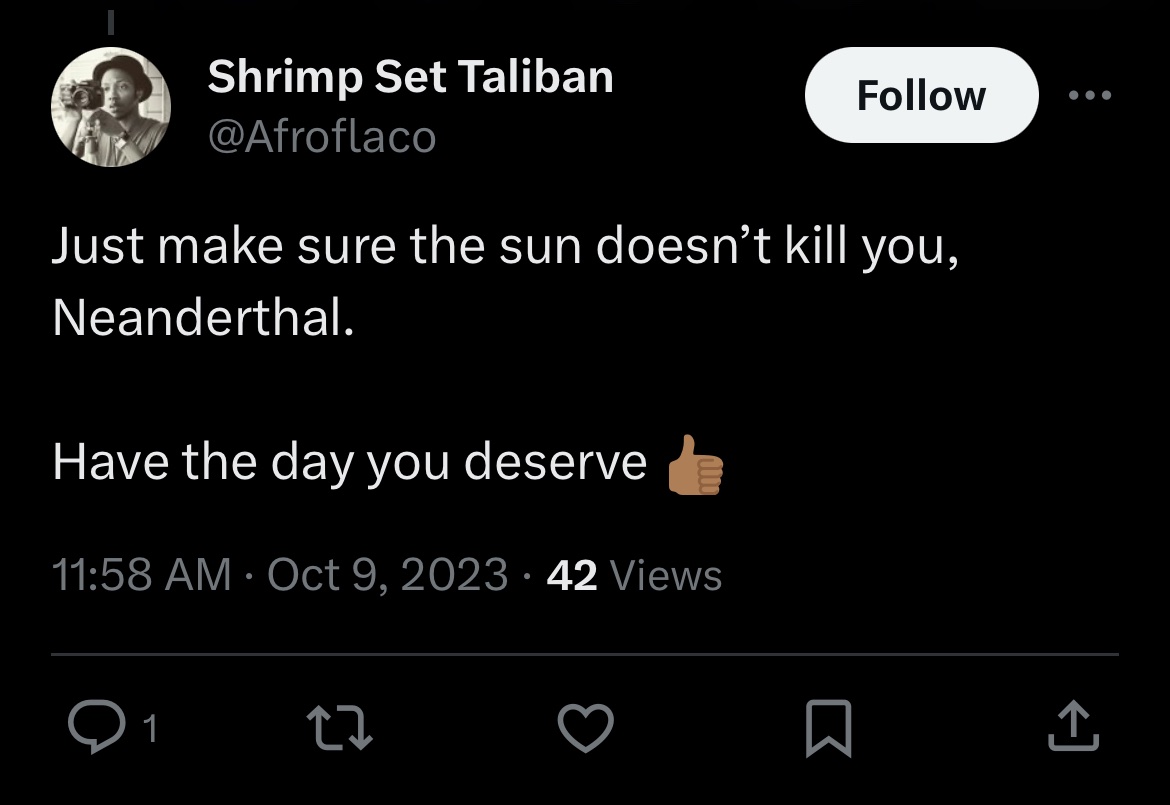 Shrimp Set Taliban
@Afroflaco
Follow
Just make sure the sun doesn’t kill you,
Neanderthal.
Have the day you deserve 👍🏽
11:58 AM · Oct 9, 2023 · 42 Views
1